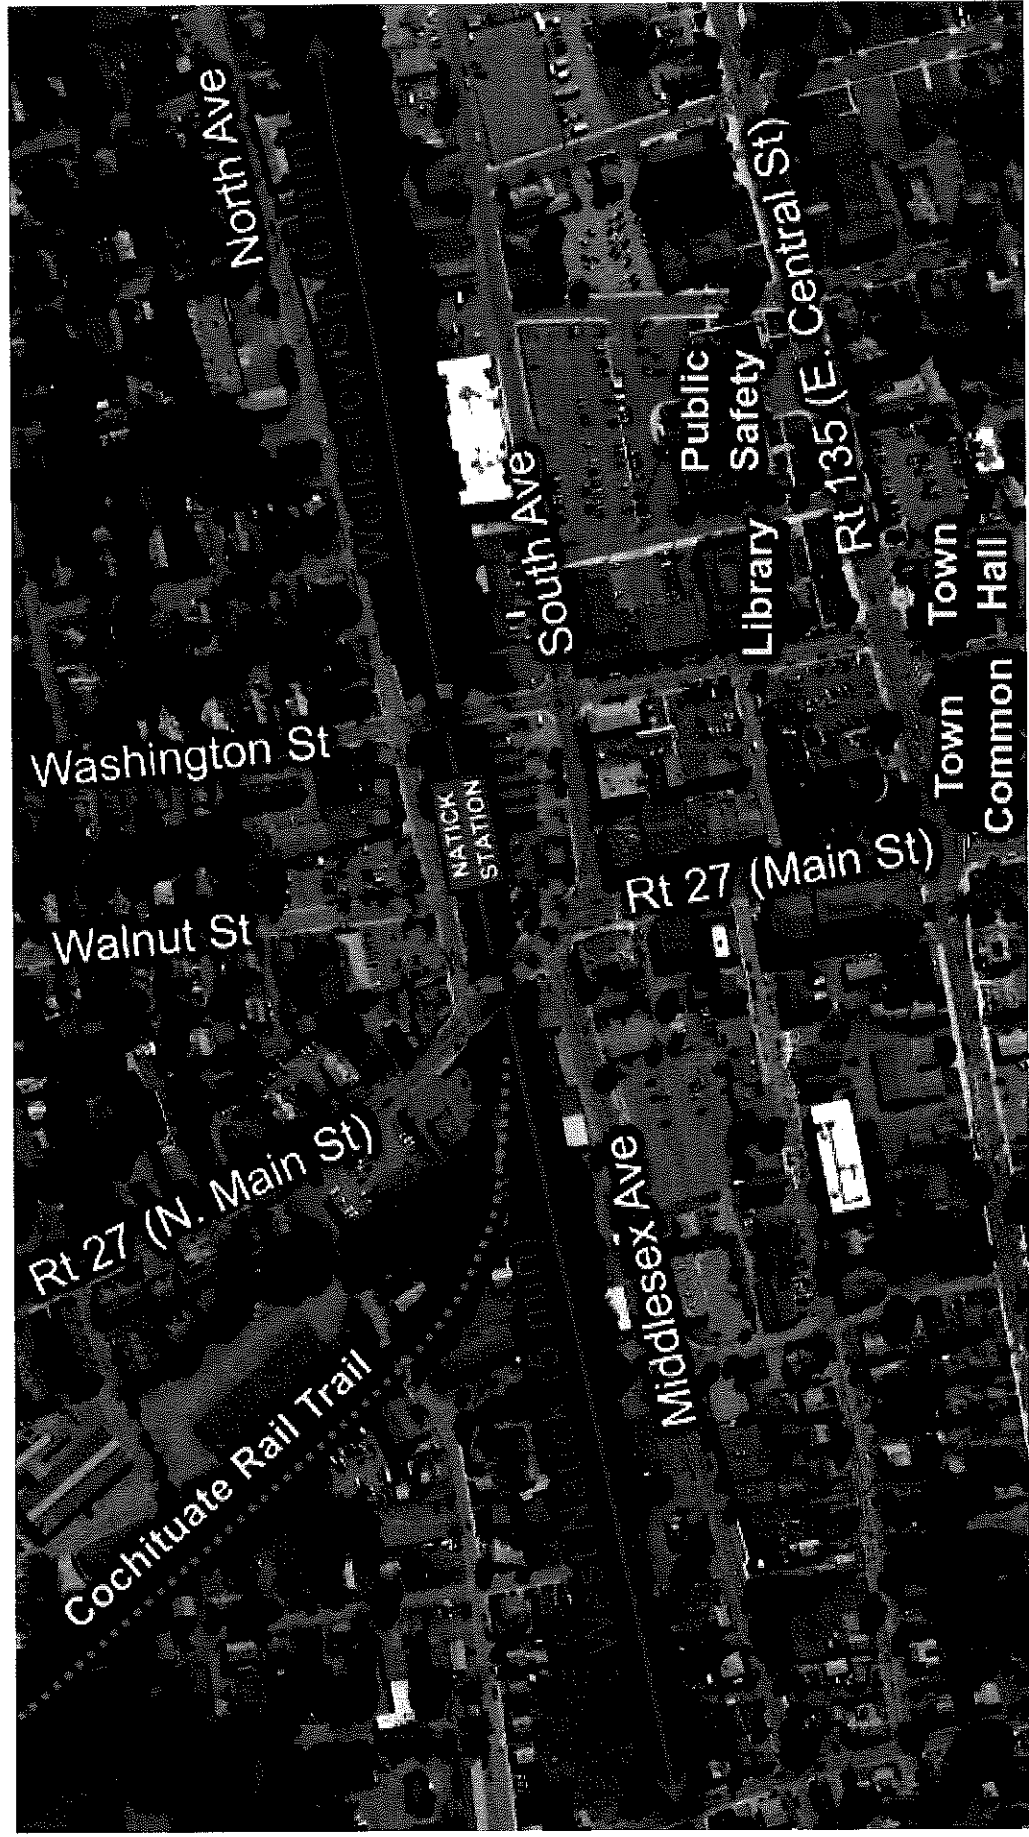 Cochituate Rail Trail
Rt 27 (N. Main St)
Walnut St
Washington St
North Ave
NATICK
STATION
South Ave
Middlesex Ave
Rt 27 (Main St)
Public
Safety
Library
Rt 135 (E. Central St)
Town
Common
Town
Hall